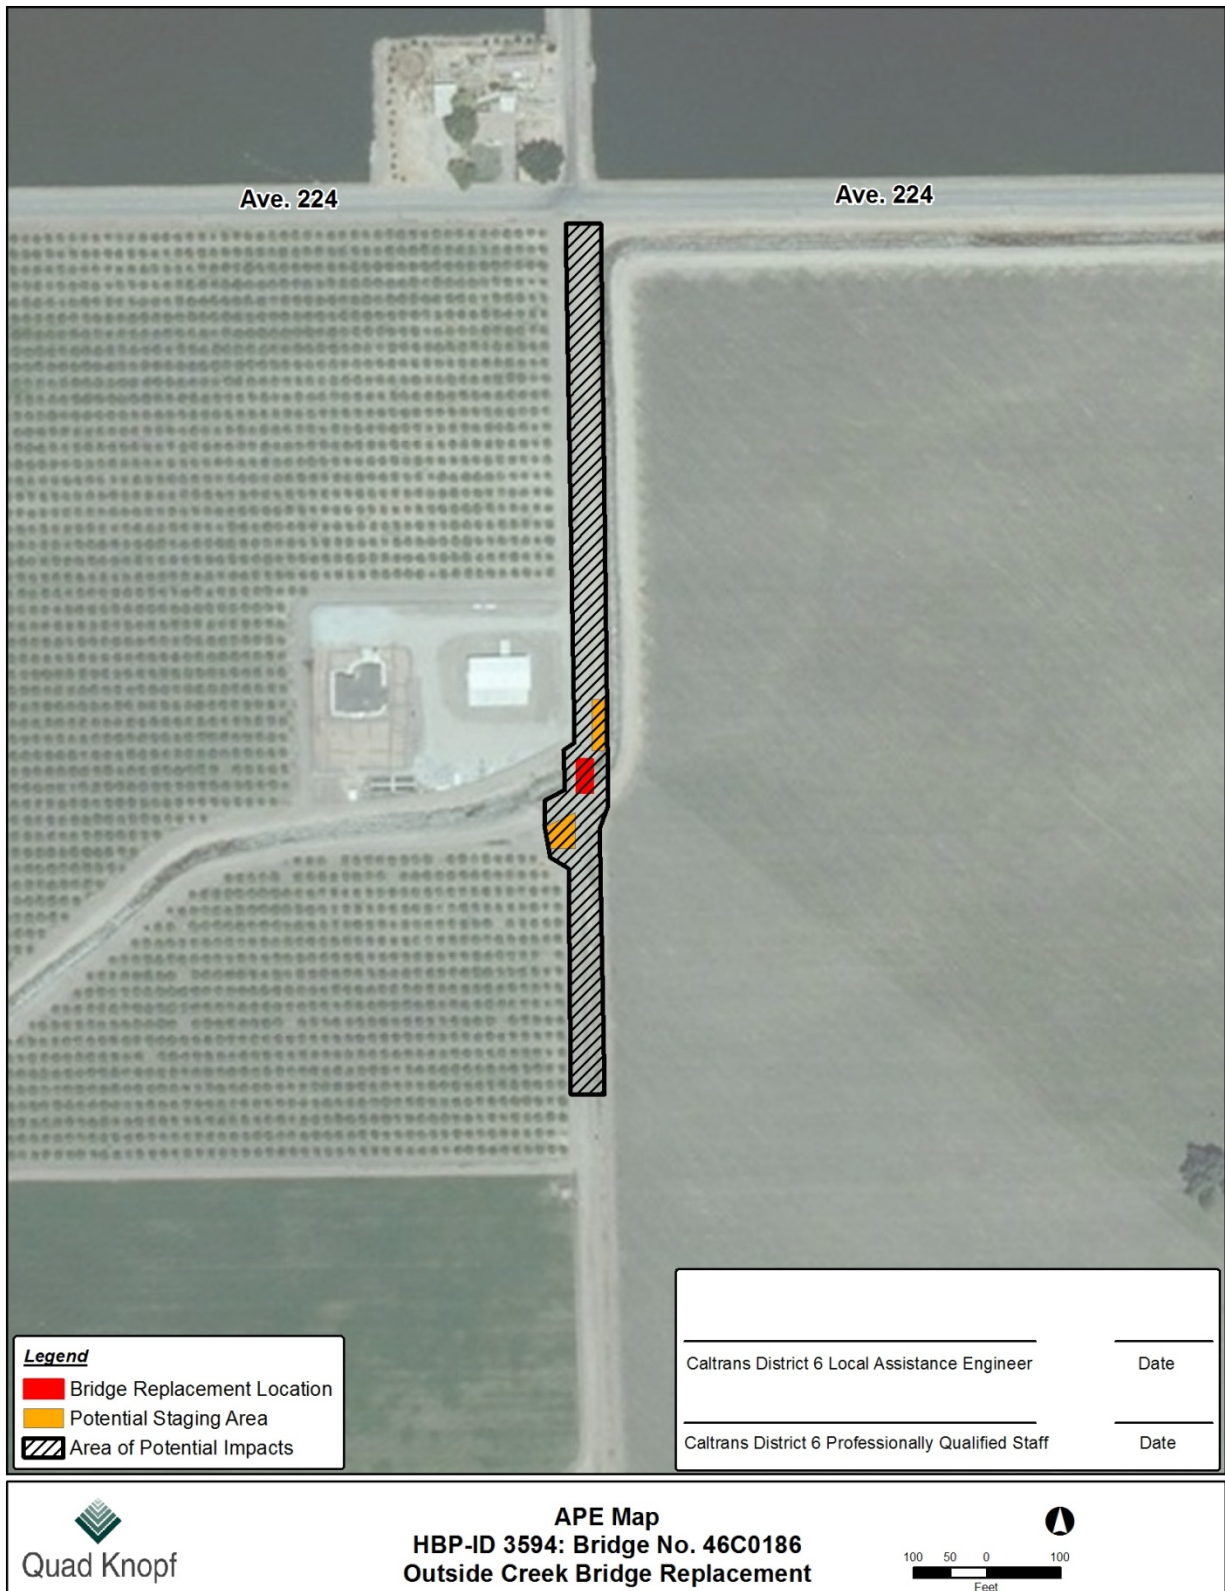 Ave. 224
Ave. 224
Legend
Bridge Replacement Location
Potential Staging Area
Area of Potential Impacts
Caltrans District 6 Local Assistance Engineer Date
Caltrans District 6 Professionally Qualified Staff Date
Quad Knopf
APE Map
HBP-ID 3594: Bridge No. 46C0186
Outside Creek Bridge Replacement
100 50 0 100
Feet